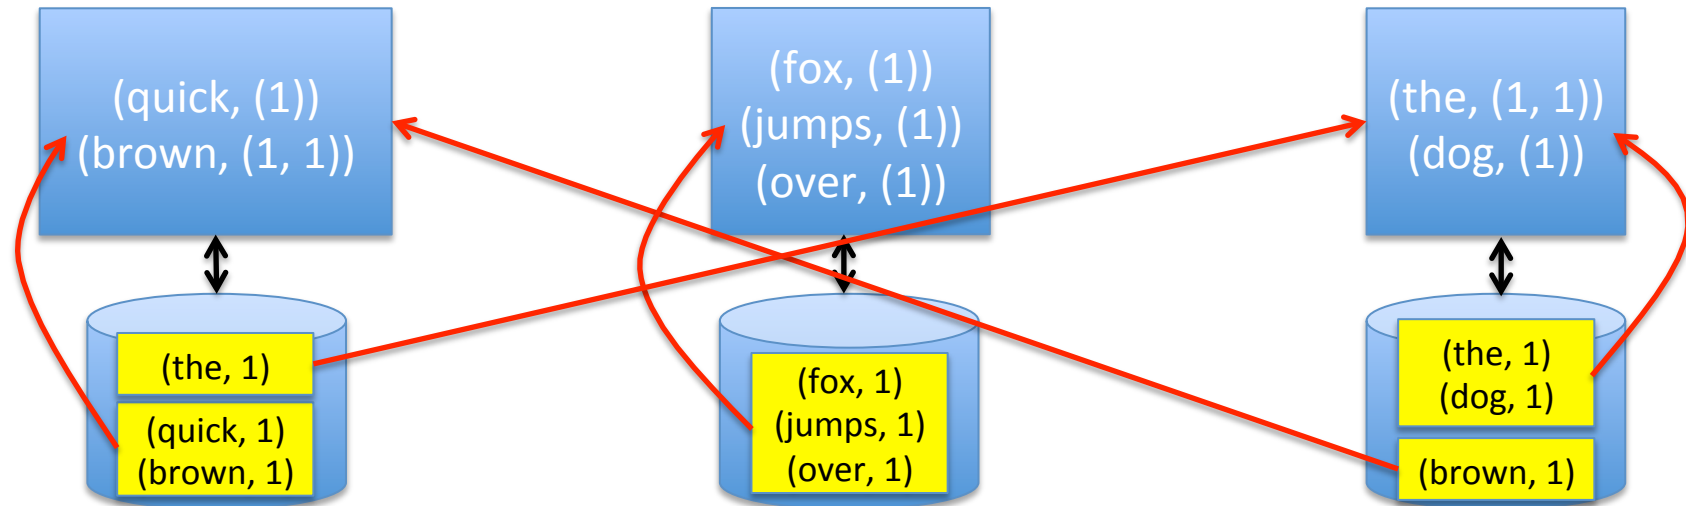 (quick, (1))
(brown, (1, 1))
(fox, (1))
(jumps, (1))
(over, (1))
(the, (1, 1))
(dog, (1))
(the, 1)
(quick, 1)
(brown, 1)
(fox, 1)
(jumps, 1)
(over, 1)
(the, 1)
(dog, 1)
(brown, 1)